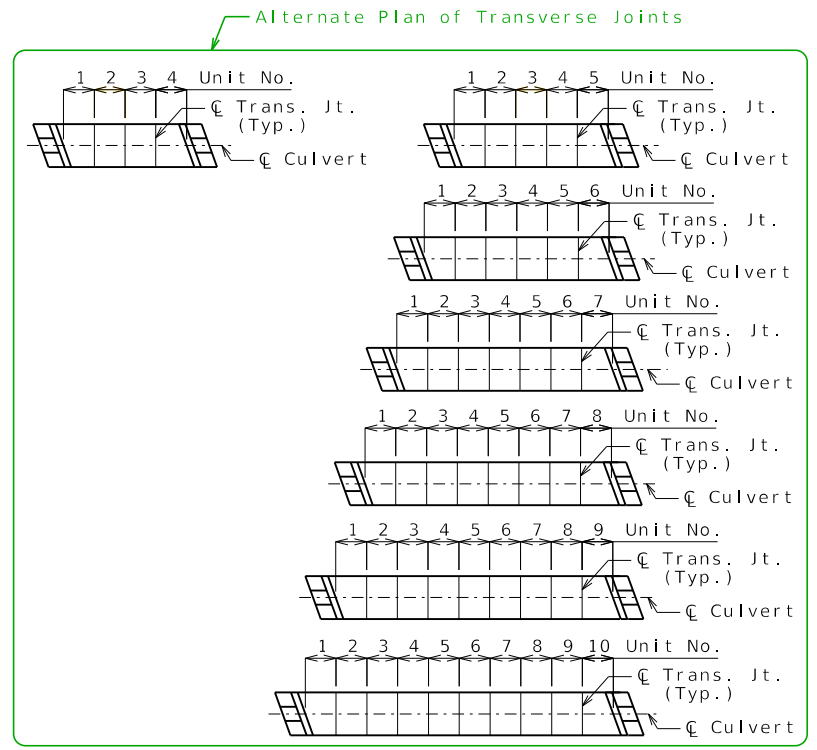 Alternate Plan of Transverse Joints
1 2 3 4 Unit No.
℄ Trans. Jt.
(Typ.)
℄ Culvert
1 2 3 4 5 Unit No.
℄ Trans. Jt.
(Typ.)
℄ Culvert
1 2 3 4 5 6 Unit No.
℄ Trans. Jt.
(Typ.)
℄ Culvert
1 2 3 4 5 6 7 Unit No.
℄ Trans. Jt.
(Typ.)
℄ Culvert
1 2 3 4 5 6 7 8 Unit No.
℄ Trans. Jt.
(Typ.)
℄ Culvert
1 2 3 4 5 6 7 8 9 Unit No.
℄ Trans. Jt.
(Typ.)
℄ Culvert
1 2 3 4 5 6 7 8 9 10 Unit No.
℄ Trans. Jt.
(Typ.)
℄ Culvert